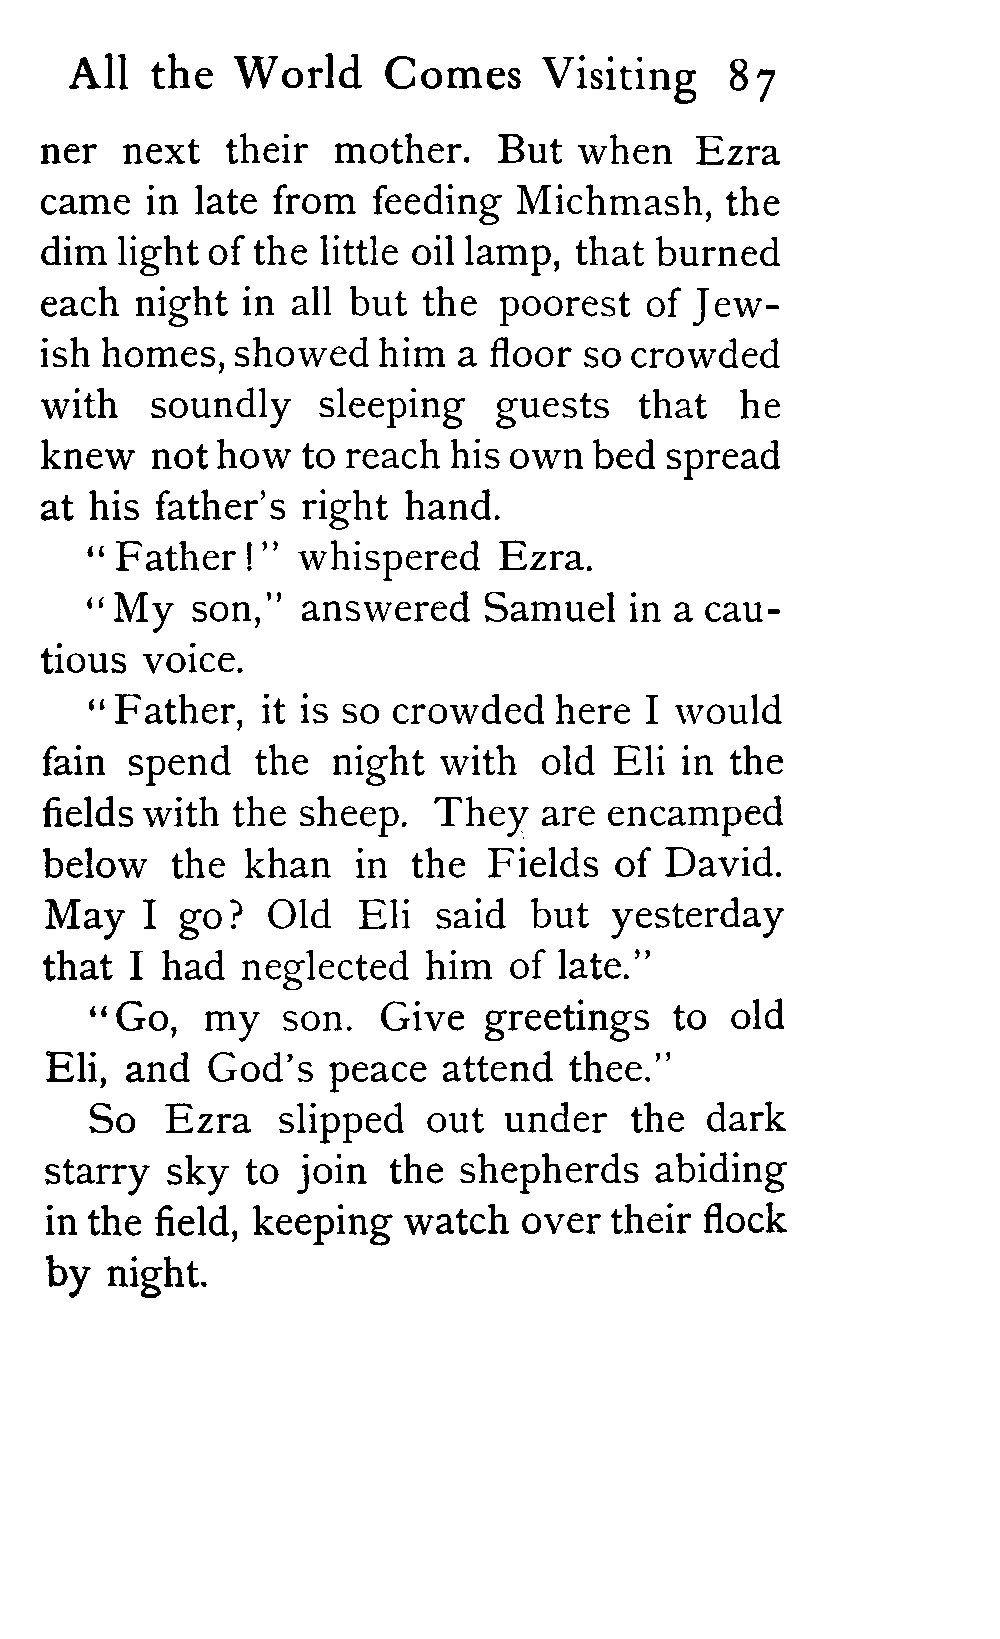 All the World Comes Visiting 87
ner next their mother. But when Ezra
came in late from feeding Michmash, the
dim light of the little oil lamp, that burned
each night in all but the poorest of Jew-
ish homes, showed him a floor so crowded
with soundly sleeping guests that he
knew not how to reach his own bed spread
at his father's right hand.
"Father!" whispered Ezra.
"My son," answered Samuel in a cau-
tious voice.
"Father, it is so crowded here I would
fain spend the night with old Eli in the
fields with the sheep. They are encamped
below the khan in the Fields of David.
May I go? Old Eli said but yesterday
that I had neglected him of late."
"Go, my son. Give greetings to old
Eli, and God's peace attend thee."
So Ezra slipped out under the dark
starry sky to join the shepherds abiding
in the field, keeping watch over their flock
by night.